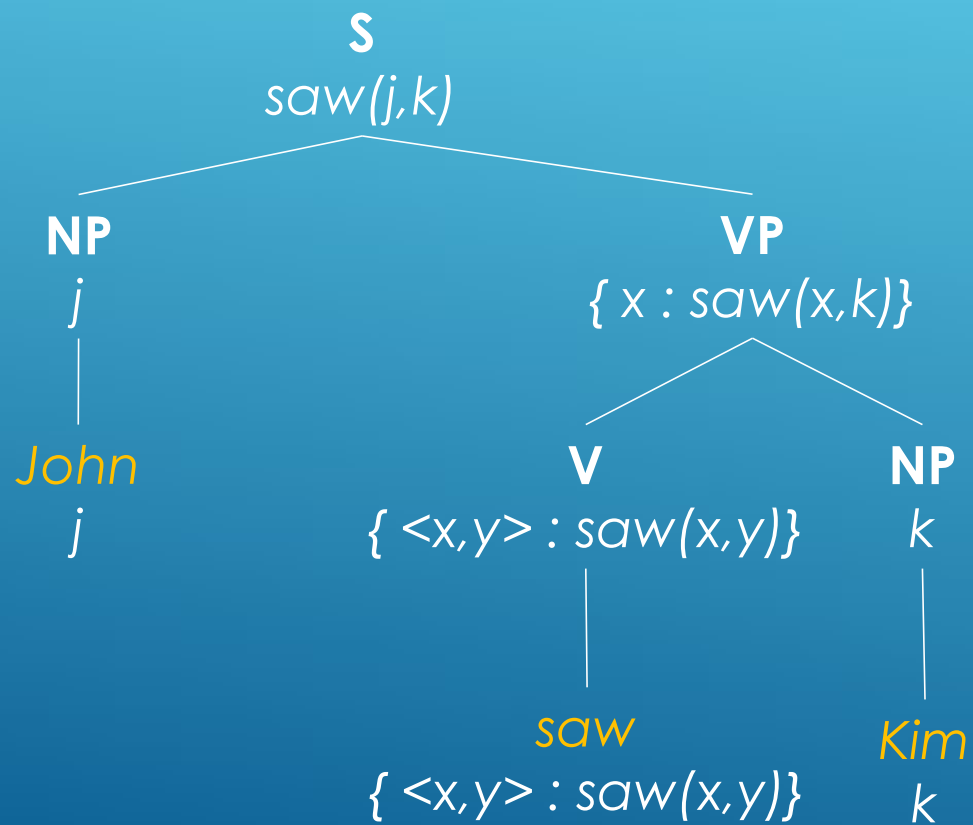 S
saw(j,k)
NP VP
j { x : saw(x,k)}
John V NP
j { <x,y> : saw(x,y)} k
saw Kim
{ <x,y> : saw(x,y)} k